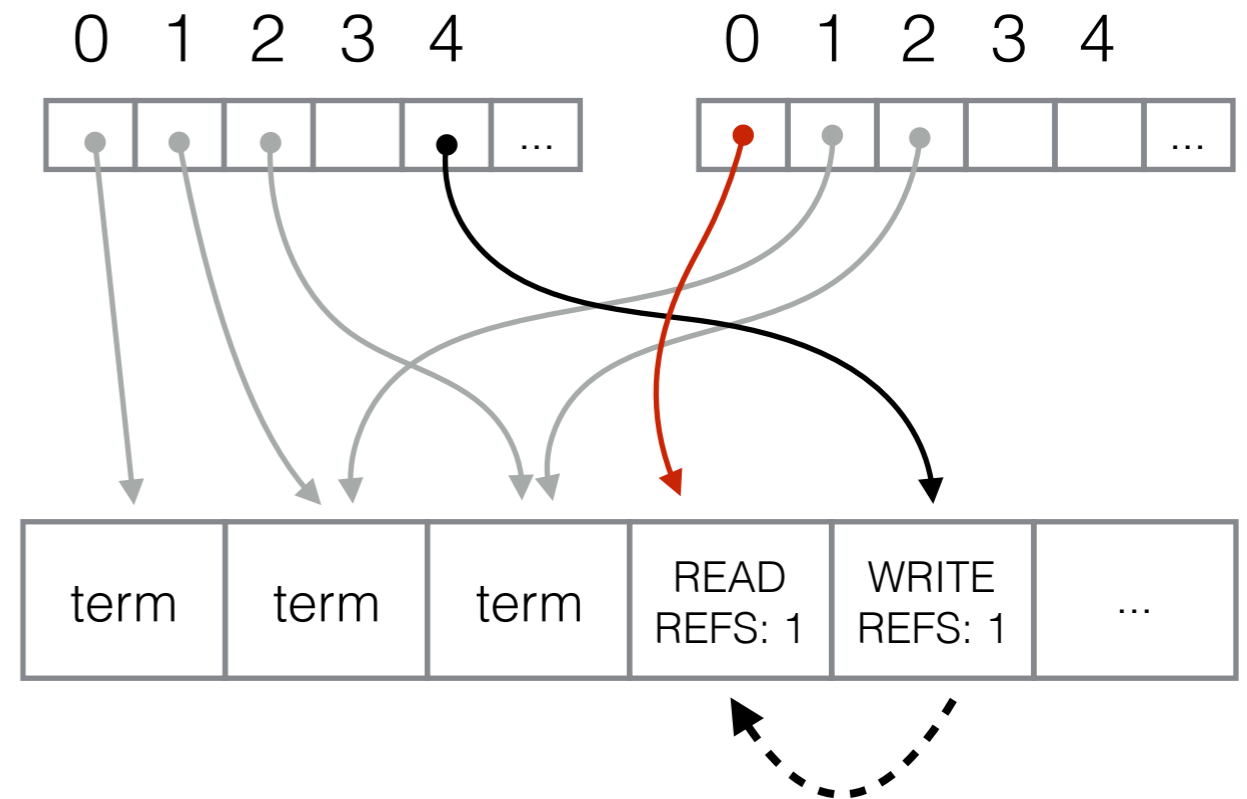 0 1 2 3 4 0 1 2 3 4
... ...
term term term READ REFS: 1 WRITE REFS: 1 ...